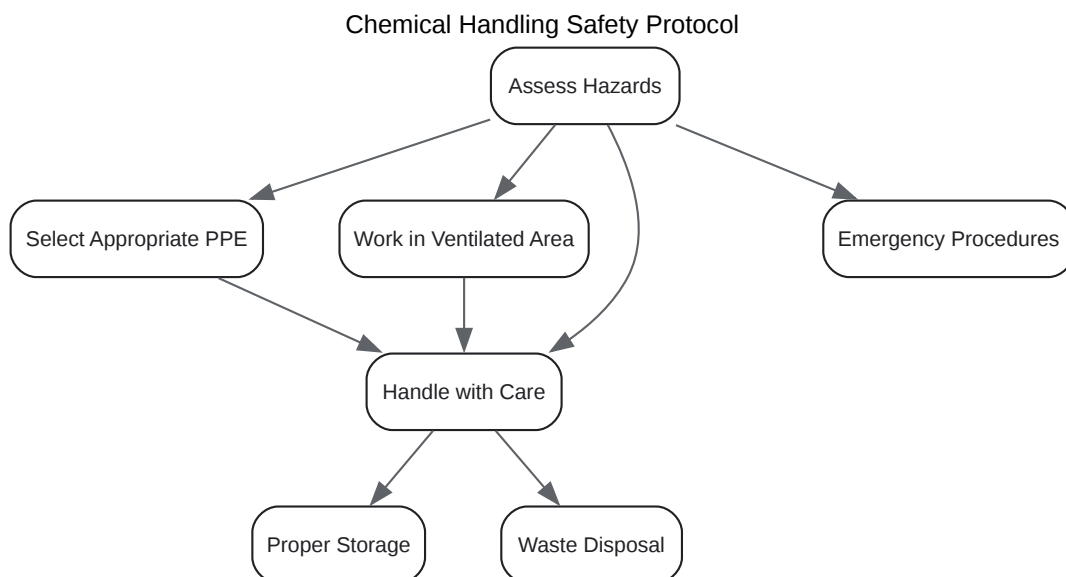 Chemical Handling Safety Protocol
Assess Hazards
Select Appropriate PPE
Work in Ventilated Area
Emergency Procedures
Handle with Care
Proper Storage
Waste Disposal